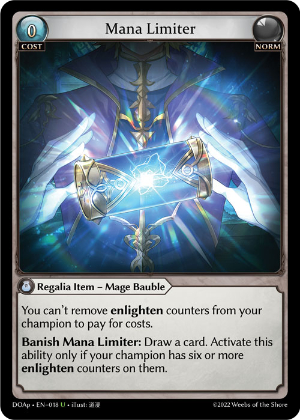 0 Mana Limiter
COST NORM
Regalia Item – Mage Bauble
You can't remove enlighten counters from your
champion to pay for costs.
Banish Mana Limiter: Draw a card. Activate this
ability only if your champion has six or more
enlighten counters on them.
DOAp • EN-018 U • illust: 道湯
©2022 Weebs of the Shore